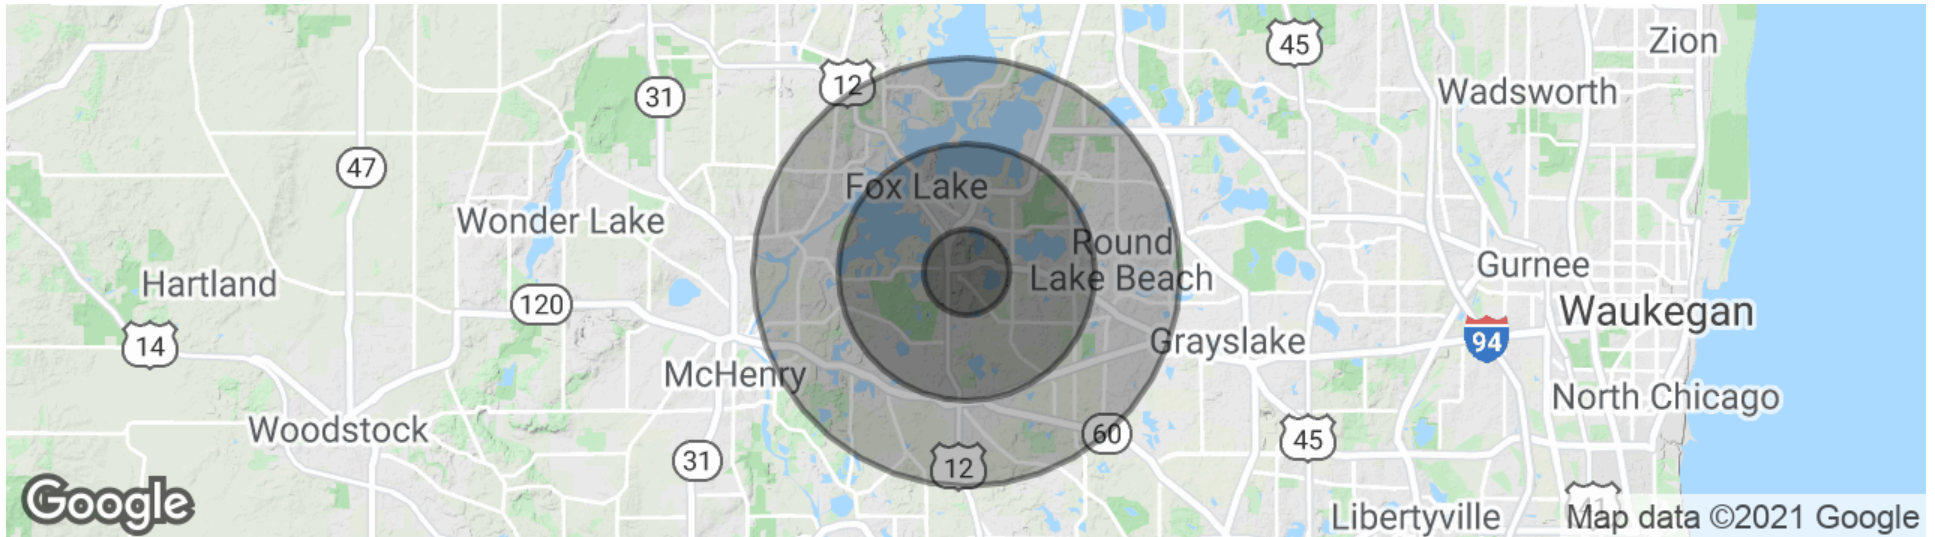 45
Zion
12
31
Wadsworth
47
Fox Lake
Wonder Lake
Round
Lake Beach
Gurnee
Hartland
120
Waukegan
14
94
Grayslake
McHenry
North Chicago
Woodstock
60
45
31
12
Google
41
Libertyville
Map data ©2021 Google